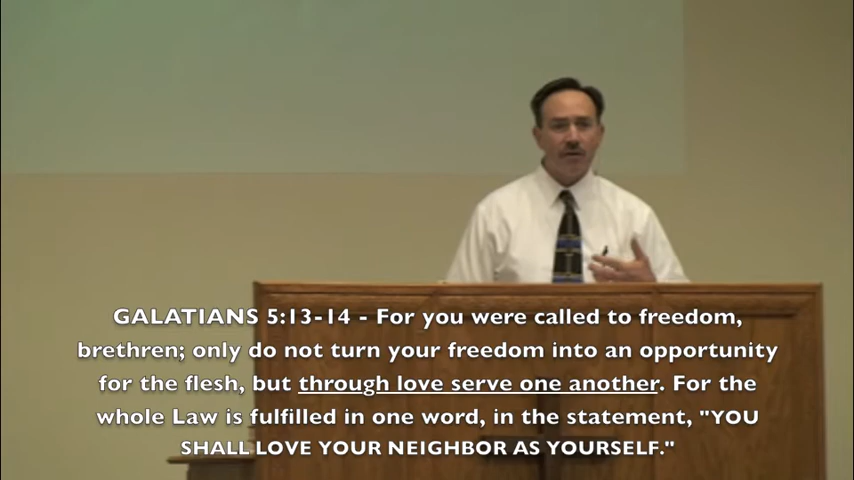 GALATIANS 5:13-14 - For you were called to freedom,
brethren; only do not turn your freedom into an opportunity
for the flesh, but through love serve one another. For the
whole Law is fulfilled in one word, in the statement, "YOU
SHALL LOVE YOUR NEIGHBOR AS YOURSELF."